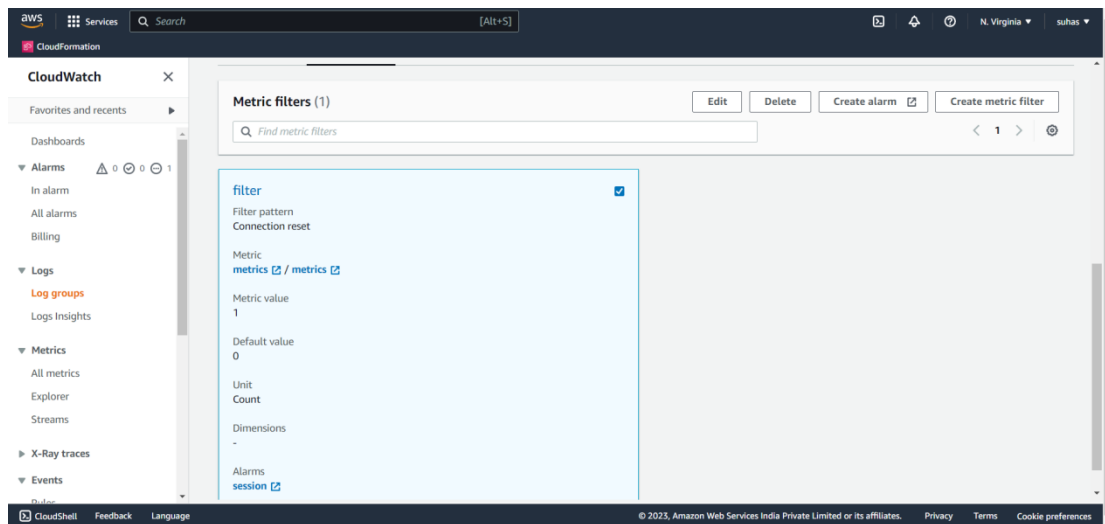 aws Services Search [Alt+S] N. Virginia ▼ suhas ▼
CloudFormation
CloudWatch
Favorites and recents
Dashboards
Alarms 0 0 1
In alarm
All alarms
Billing
Logs
Log groups
Logs Insights
Metrics
All metrics
Explorer
Streams
X-Ray traces
Events
Rules
Metric filters (1)
Edit Delete Create alarm Create metric filter
Find metric filters
1
filter
Filter pattern
Connection reset
Metric
metrics / metrics
Metric value
1
Default value
0
Unit
Count
Dimensions
-
Alarms
session
CloudShell Feedback Language © 2023, Amazon Web Services India Private Limited or its affiliates. Privacy Terms Cookie preferences